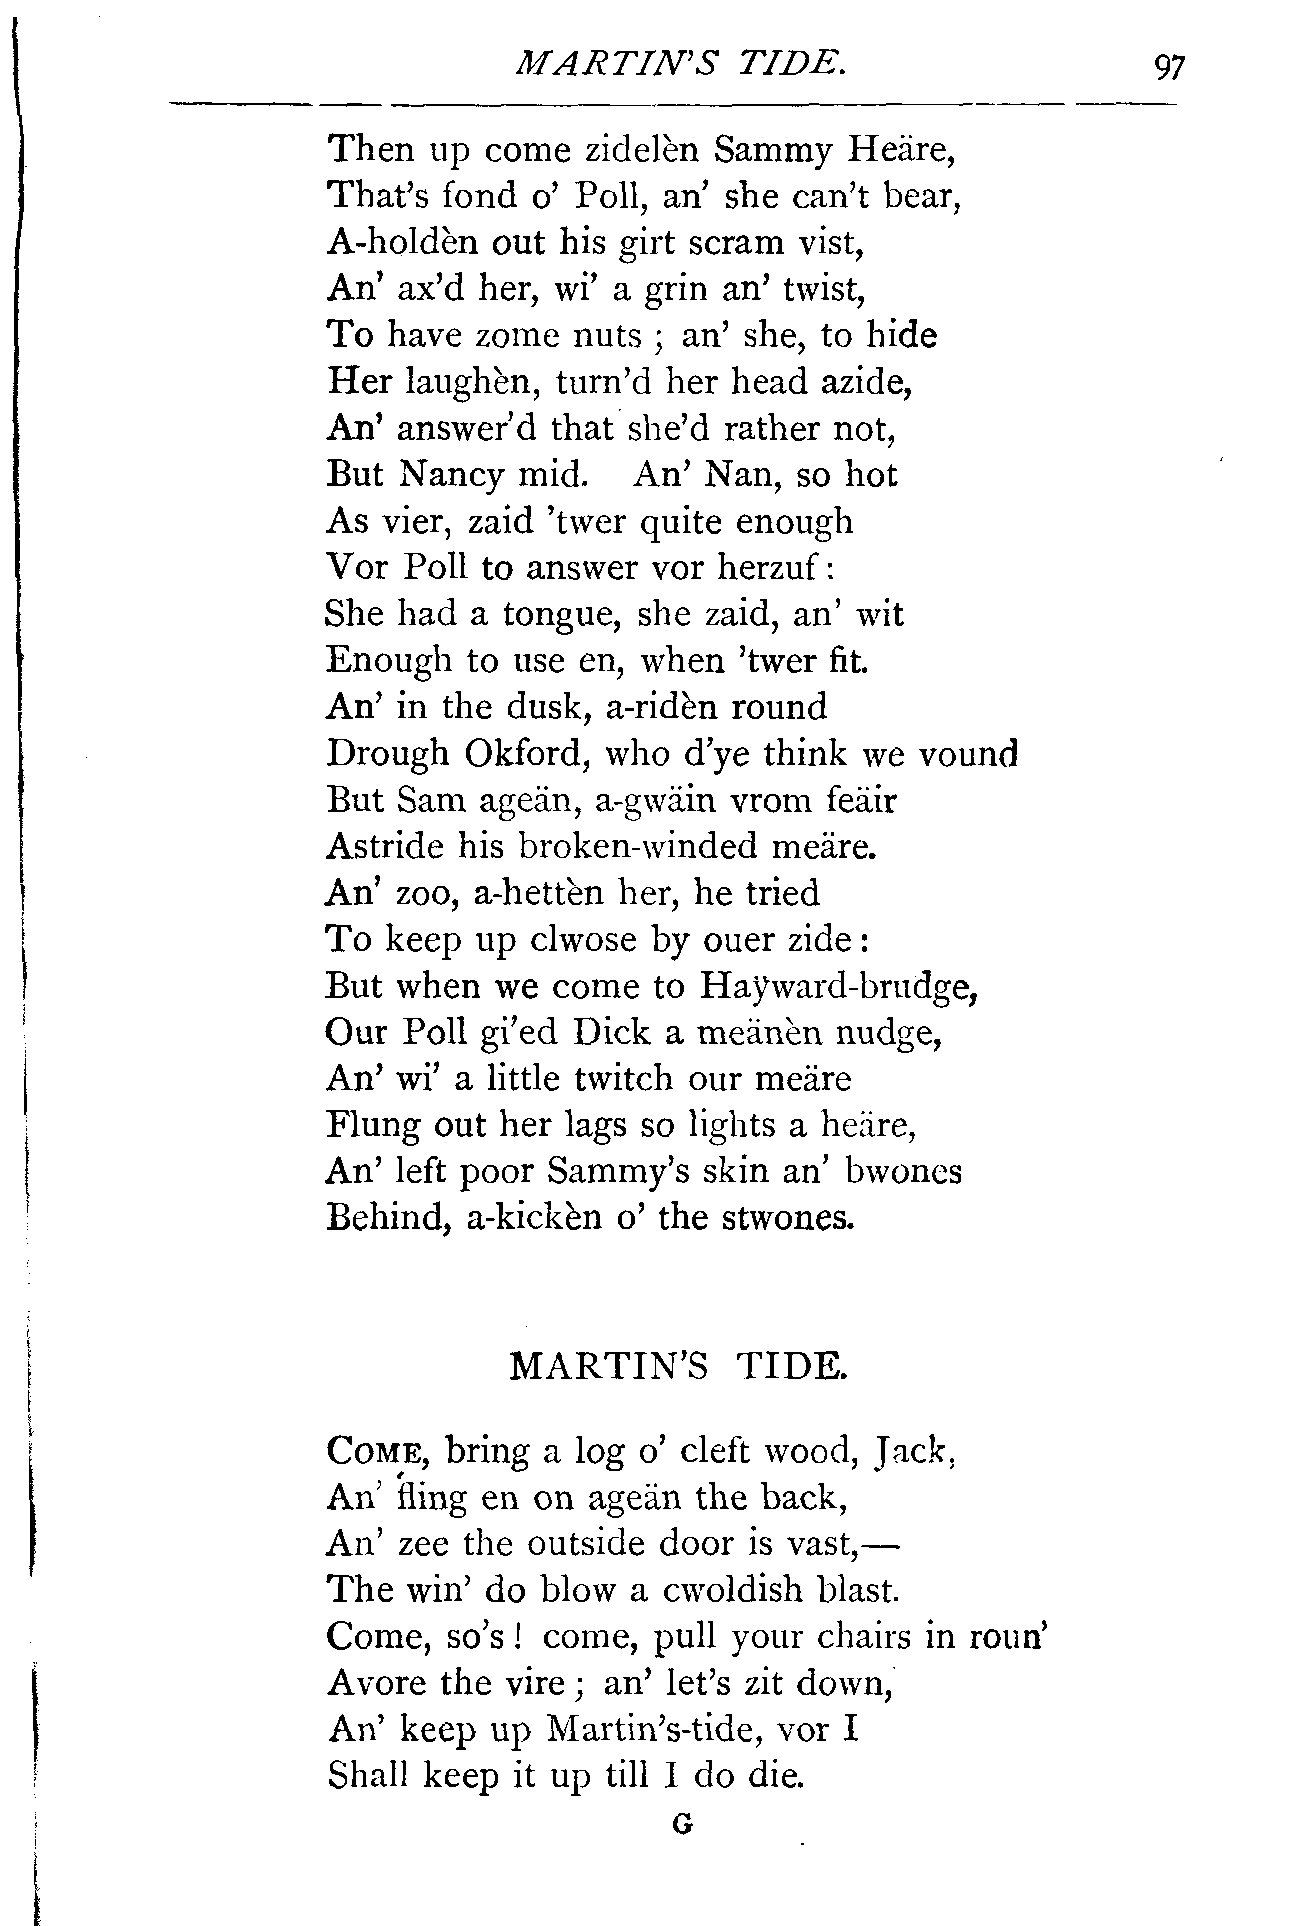 MARTIN'S TIDE. 97
Then up come zidelèn Sammy Heäre,
That's fond o' Poll, an' she can't bear,
A-holdèn out his girt scram vist,
An' ax'd her, wi' a grin an' twist,
To have zome nuts ; an' she, to hide
Her laughèn, turn'd her head azide,
An' answer'd that she'd rather not,
But Nancy mid. An' Nan, so hot
As vier, zaid 'twer quite enough
Vor Poll to answer vor herzuf :
She had a tongue, she zaid, an' wit
Enough to use en, when 'twer fit.
An' in the dusk, a-ridèn round
Drough Okford, who d'ye think we vound
But Sam ageän, a-gwäin vrom feäir
Astride his broken-winded meäre.
An' zoo, a-hettèn her, he tried
To keep up clwose by ouer zide :
But when we come to Haÿward-brudge,
Our Poll gi'ed Dick a meänèn nudge,
An' wi' a little twitch our meäre
Flung out her lags so lights a heäre,
An' left poor Sammy's skin an' bwones
Behind, a-kickèn o' the stwones.
MARTIN'S TIDE.
COME, bring a log o' cleft wood, Jack,
An' fling en on ageän the back,
An' zee the outside door is vast,—
The win' do blow a cwoldish blast.
Come, so's ! come, pull your chairs in roun'
Avore the vire ; an' let's zit down,
An' keep up Martin's-tide, vor I
Shall keep it up till I do die.
G